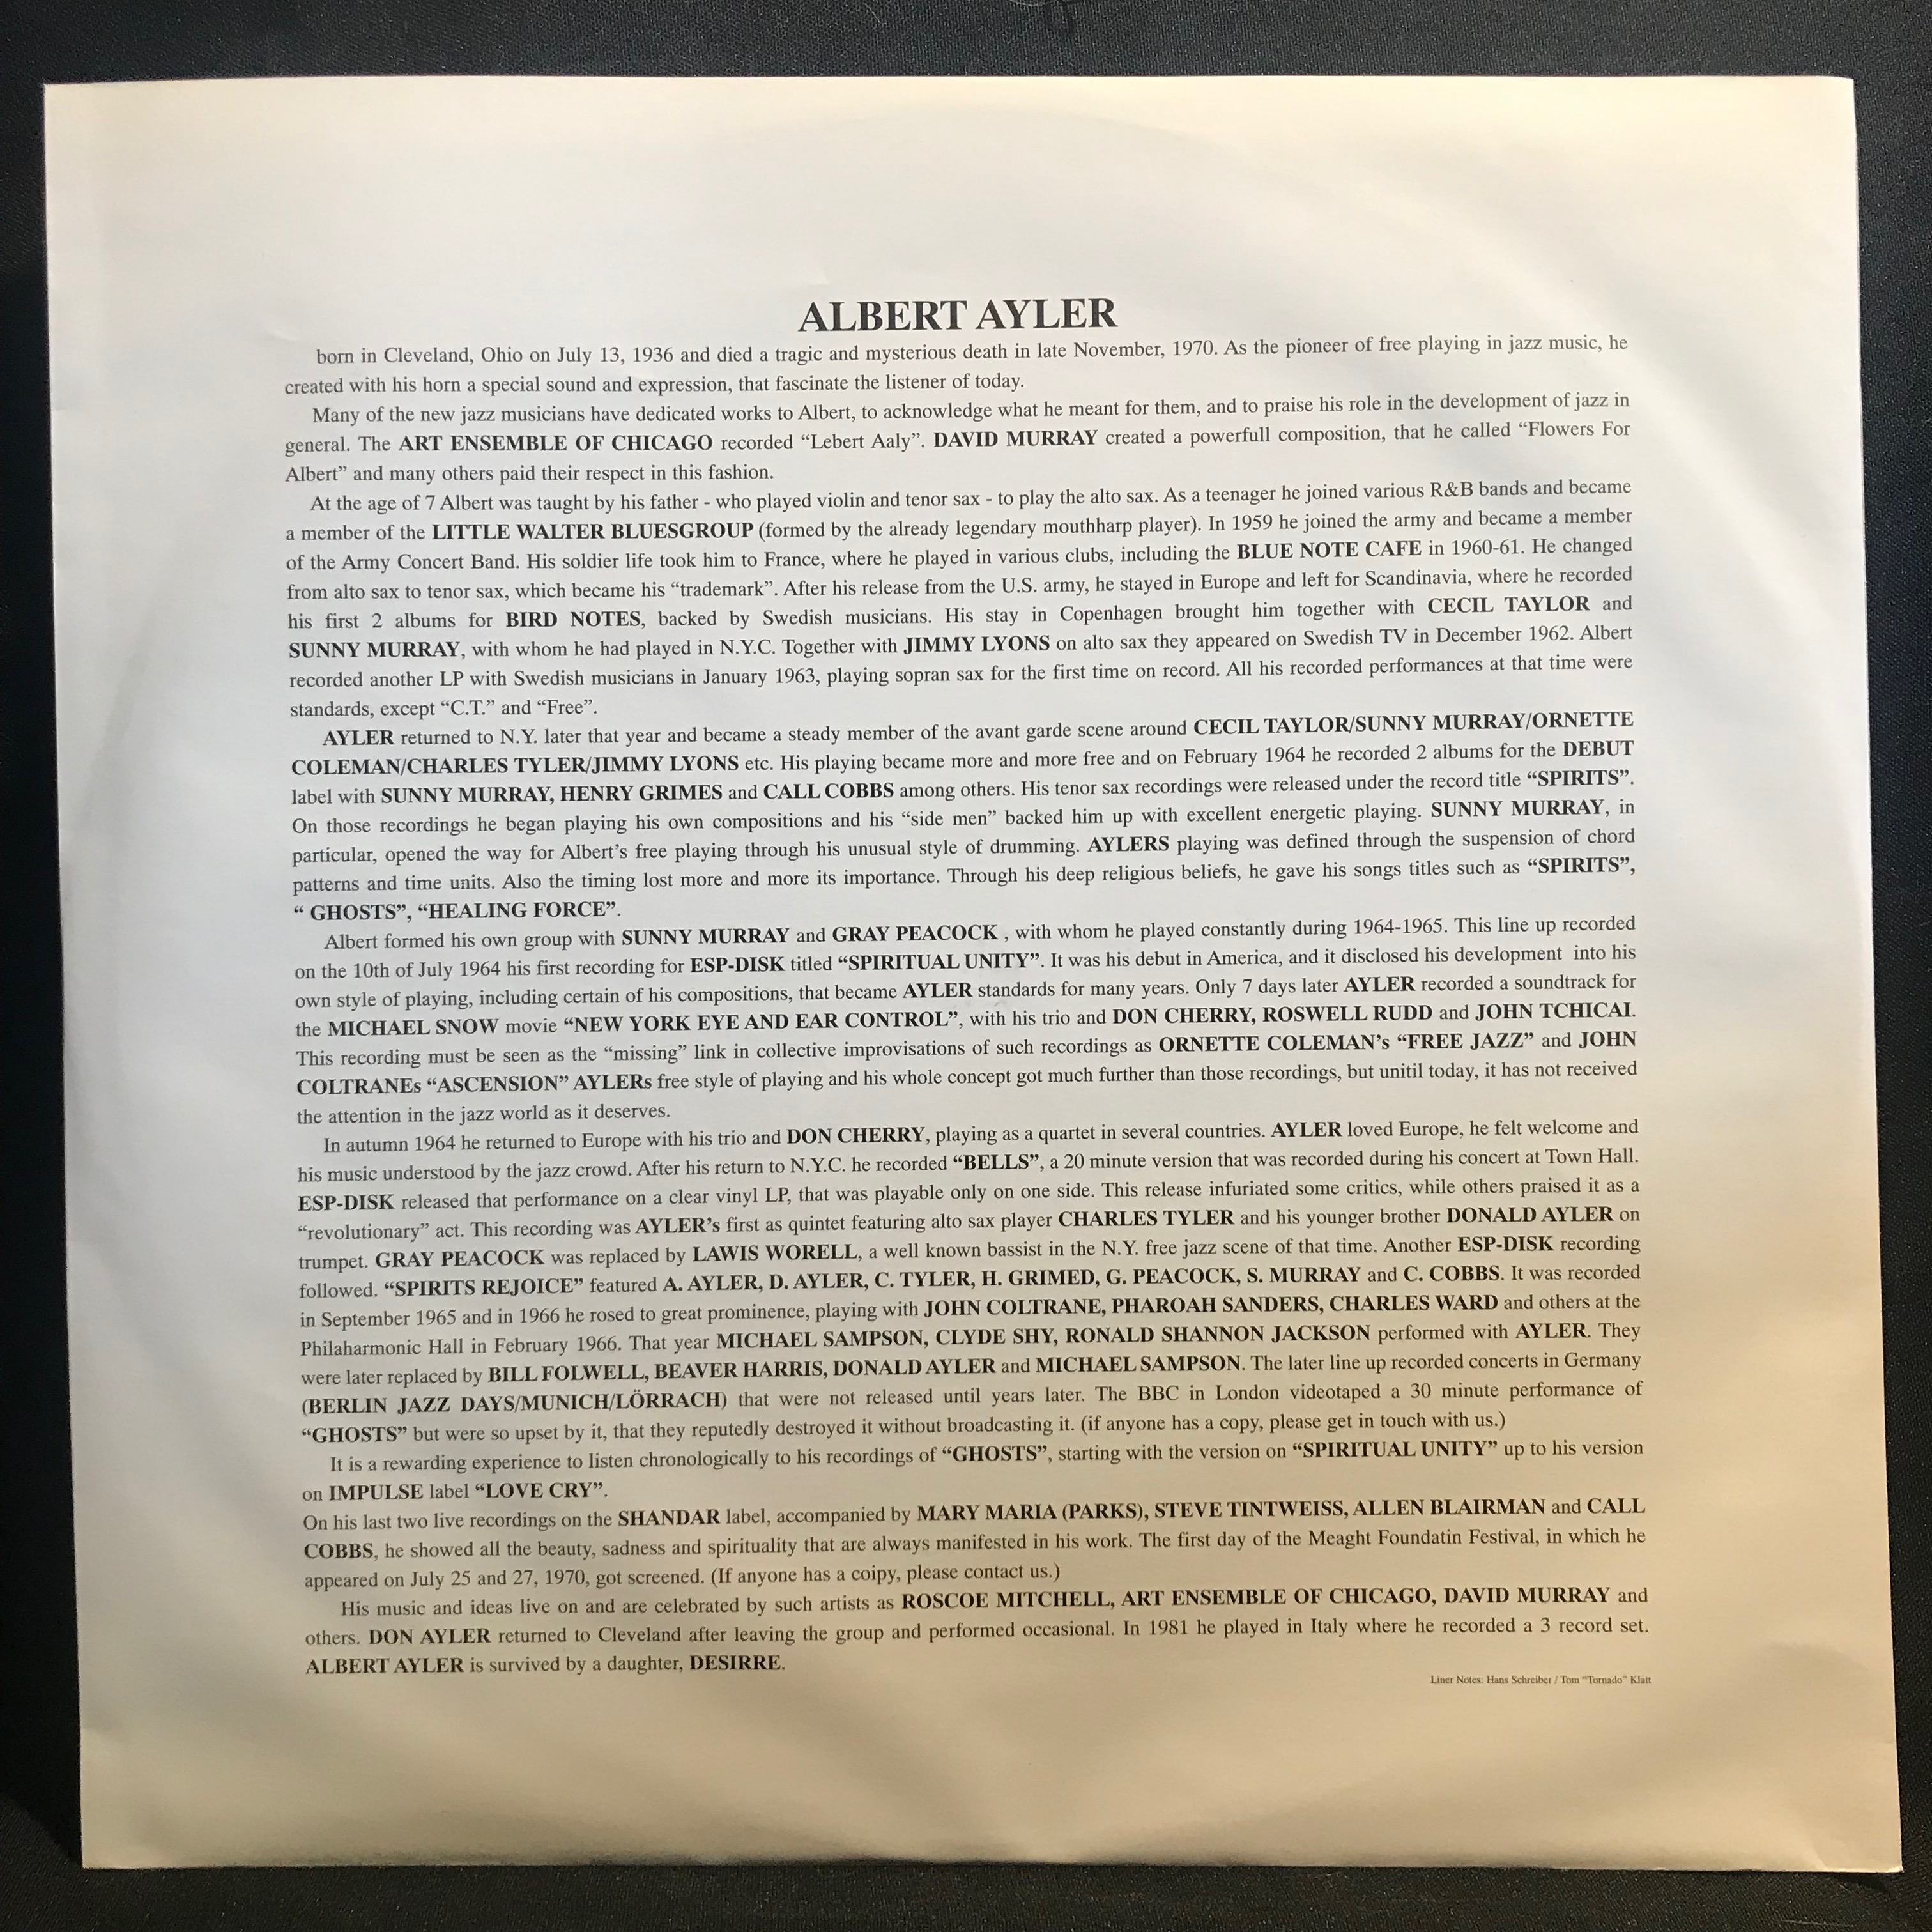 ALBERT AYLER
born in Cleveland, Ohio on July 13, 1936 and died a tragic and mysterious death in late November, 1970. As the pioneer of free playing in jazz music, he
created with his horn a special sound and expression, that fascinate the listener of today.
Many of the new jazz musicians have dedicated works to Albert, to acknowledge what he meant for them, and to praise his role in the development of jazz in
general. The ART ENSEMBLE OF CHICAGO recorded “Lebert Aaly”. DAVID MURRAY created a powerfull composition, that he called “Flowers For
Albert” and many others paid their respect in this fashion.
At the age of 7 Albert was taught by his father - who played violin and tenor sax - to play the alto sax. As a teenager he joined various R&B bands and became
a member of the LITTLE WALTER BLUESGROUP (formed by the already legendary mouthharp player). In 1959 he joined the army and became a member
of the Army Concert Band. His soldier life took him to France, where he played in various clubs, including the BLUE NOTE CAFE in 1960-61. He changed
from alto sax to tenor sax, which became his “trademark”. After his release from the U.S. army, he stayed in Europe and left for Scandinavia, where he recorded
his first 2 albums for BIRD NOTES, backed by Swedish musicians. His stay in Copenhagen brought him together with CECIL TAYLOR and
SUNNY MURRAY, with whom he had played in N.Y.C. Together with JIMMY LYONS on alto sax they appeared on Swedish TV in December 1962. Albert
recorded another LP with Swedish musicians in January 1963, playing sopran sax for the first time on record. All his recorded performances at that time were
standards, except “C.T.” and “Free”.
AYLER returned to N.Y. later that year and became a steady member of the avant garde scene around CECIL TAYLOR/SUNNY MURRAY/ORNETTE
COLEMAN/CHARLES TYLER/JIMMY LYONS etc. His playing became more and more free and on February 1964 he recorded 2 albums for the DEBUT
label with SUNNY MURRAY, HENRY GRIMES and CALL COBBS among others. His tenor sax recordings were released under the record title “SPIRITS”.
On those recordings he began playing his own compositions and his “side men” backed him up with excellent energetic playing. SUNNY MURRAY, in
particular, opened the way for Albert’s free playing through his unusual style of drumming. AYLERS playing was defined through the suspension of chord
patterns and time units. Also the timing lost more and more its importance. Through his deep religious beliefs, he gave his songs titles such as “SPIRITS”,
“ GHOSTS”, “HEALING FORCE”.
Albert formed his own group with SUNNY MURRAY and GRAY PEACOCK , with whom he played constantly during 1964-1965. This line up recorded
on the 10th of July 1964 his first recording for ESP-DISK titled “SPIRITUAL UNITY”. It was his debut in America, and it disclosed his development into his
own style of playing, including certain of his compositions, that became AYLER standards for many years. Only 7 days later AYLER recorded a soundtrack for
the MICHAEL SNOW movie “NEW YORK EYE AND EAR CONTROL”, with his trio and DON CHERRY, ROSWELL RUDD and JOHN TCHICAI.
This recording must be seen as the “missing” link in collective improvisations of such recordings as ORNETTE COLEMAN’s “FREE JAZZ” and JOHN
COLTRANEs “ASCENSION” AYLERs free style of playing and his whole concept got much further than those recordings, but unitil today, it has not received
the attention in the jazz world as it deserves.
In autumn 1964 he returned to Europe with his trio and DON CHERRY, playing as a quartet in several countries. AYLER loved Europe, he felt welcome and
his music understood by the jazz crowd. After his return to N.Y.C. he recorded “BELLS”, a 20 minute version that was recorded during his concert at Town Hall.
ESP-DISK released that performance on a clear vinyl LP, that was playable only on one side. This release infuriated some critics, while others praised it as a
“revolutionary” act. This recording was AYLER’s first as quintet featuring alto sax player CHARLES TYLER and his younger brother DONALD AYLER on
trumpet. GRAY PEACOCK was replaced by LAWIS WORELL, a well known bassist in the N.Y. free jazz scene of that time. Another ESP-DISK recording
followed. “SPIRITS REJOICE” featured A. AYLER, D. AYLER, C. TYLER, H. GRIMED, G. PEACOCK, S. MURRAY and C. COBBS. It was recorded
in September 1965 and in 1966 he rosed to great prominence, playing with JOHN COLTRANE, PHAROAH SANDERS, CHARLES WARD and others at the
Philaharmonic Hall in February 1966. That year MICHAEL SAMPSON, CLYDE SHY, RONALD SHANNON JACKSON performed with AYLER. They
were later replaced by BILL FOLWELL, BEAVER HARRIS, DONALD AYLER and MICHAEL SAMPSON. The later line up recorded concerts in Germany
(BERLIN JAZZ DAYS/MUNICH/LÖRRACH) that were not released until years later. The BBC in London videotaped a 30 minute performance of
“GHOSTS” but were so upset by it, that they reputedly destroyed it without broadcasting it. (if anyone has a copy, please get in touch with us.)
It is a rewarding experience to listen chronologically to his recordings of “GHOSTS”, starting with the version on “SPIRITUAL UNITY” up to his version
on IMPULSE label “LOVE CRY”.
On his last two live recordings on the SHANDAR label, accompanied by MARY MARIA (PARKS), STEVE TINTWEISS, ALLEN BLAIRMAN and CALL
COBBS, he showed all the beauty, sadness and spirituality that are always manifested in his work. The first day of the Meaght Foundatin Festival, in which he
appeared on July 25 and 27, 1970, got screened. (If anyone has a coipy, please contact us.)
His music and ideas live on and are celebrated by such artists as ROSCOE MITCHELL, ART ENSEMBLE OF CHICAGO, DAVID MURRAY and
others. DON AYLER returned to Cleveland after leaving the group and performed occasional. In 1981 he played in Italy where he recorded a 3 record set.
ALBERT AYLER is survived by a daughter, DESIRRE.
Liner Notes: Hans Schreiber / Tom “Tornado” Klatt